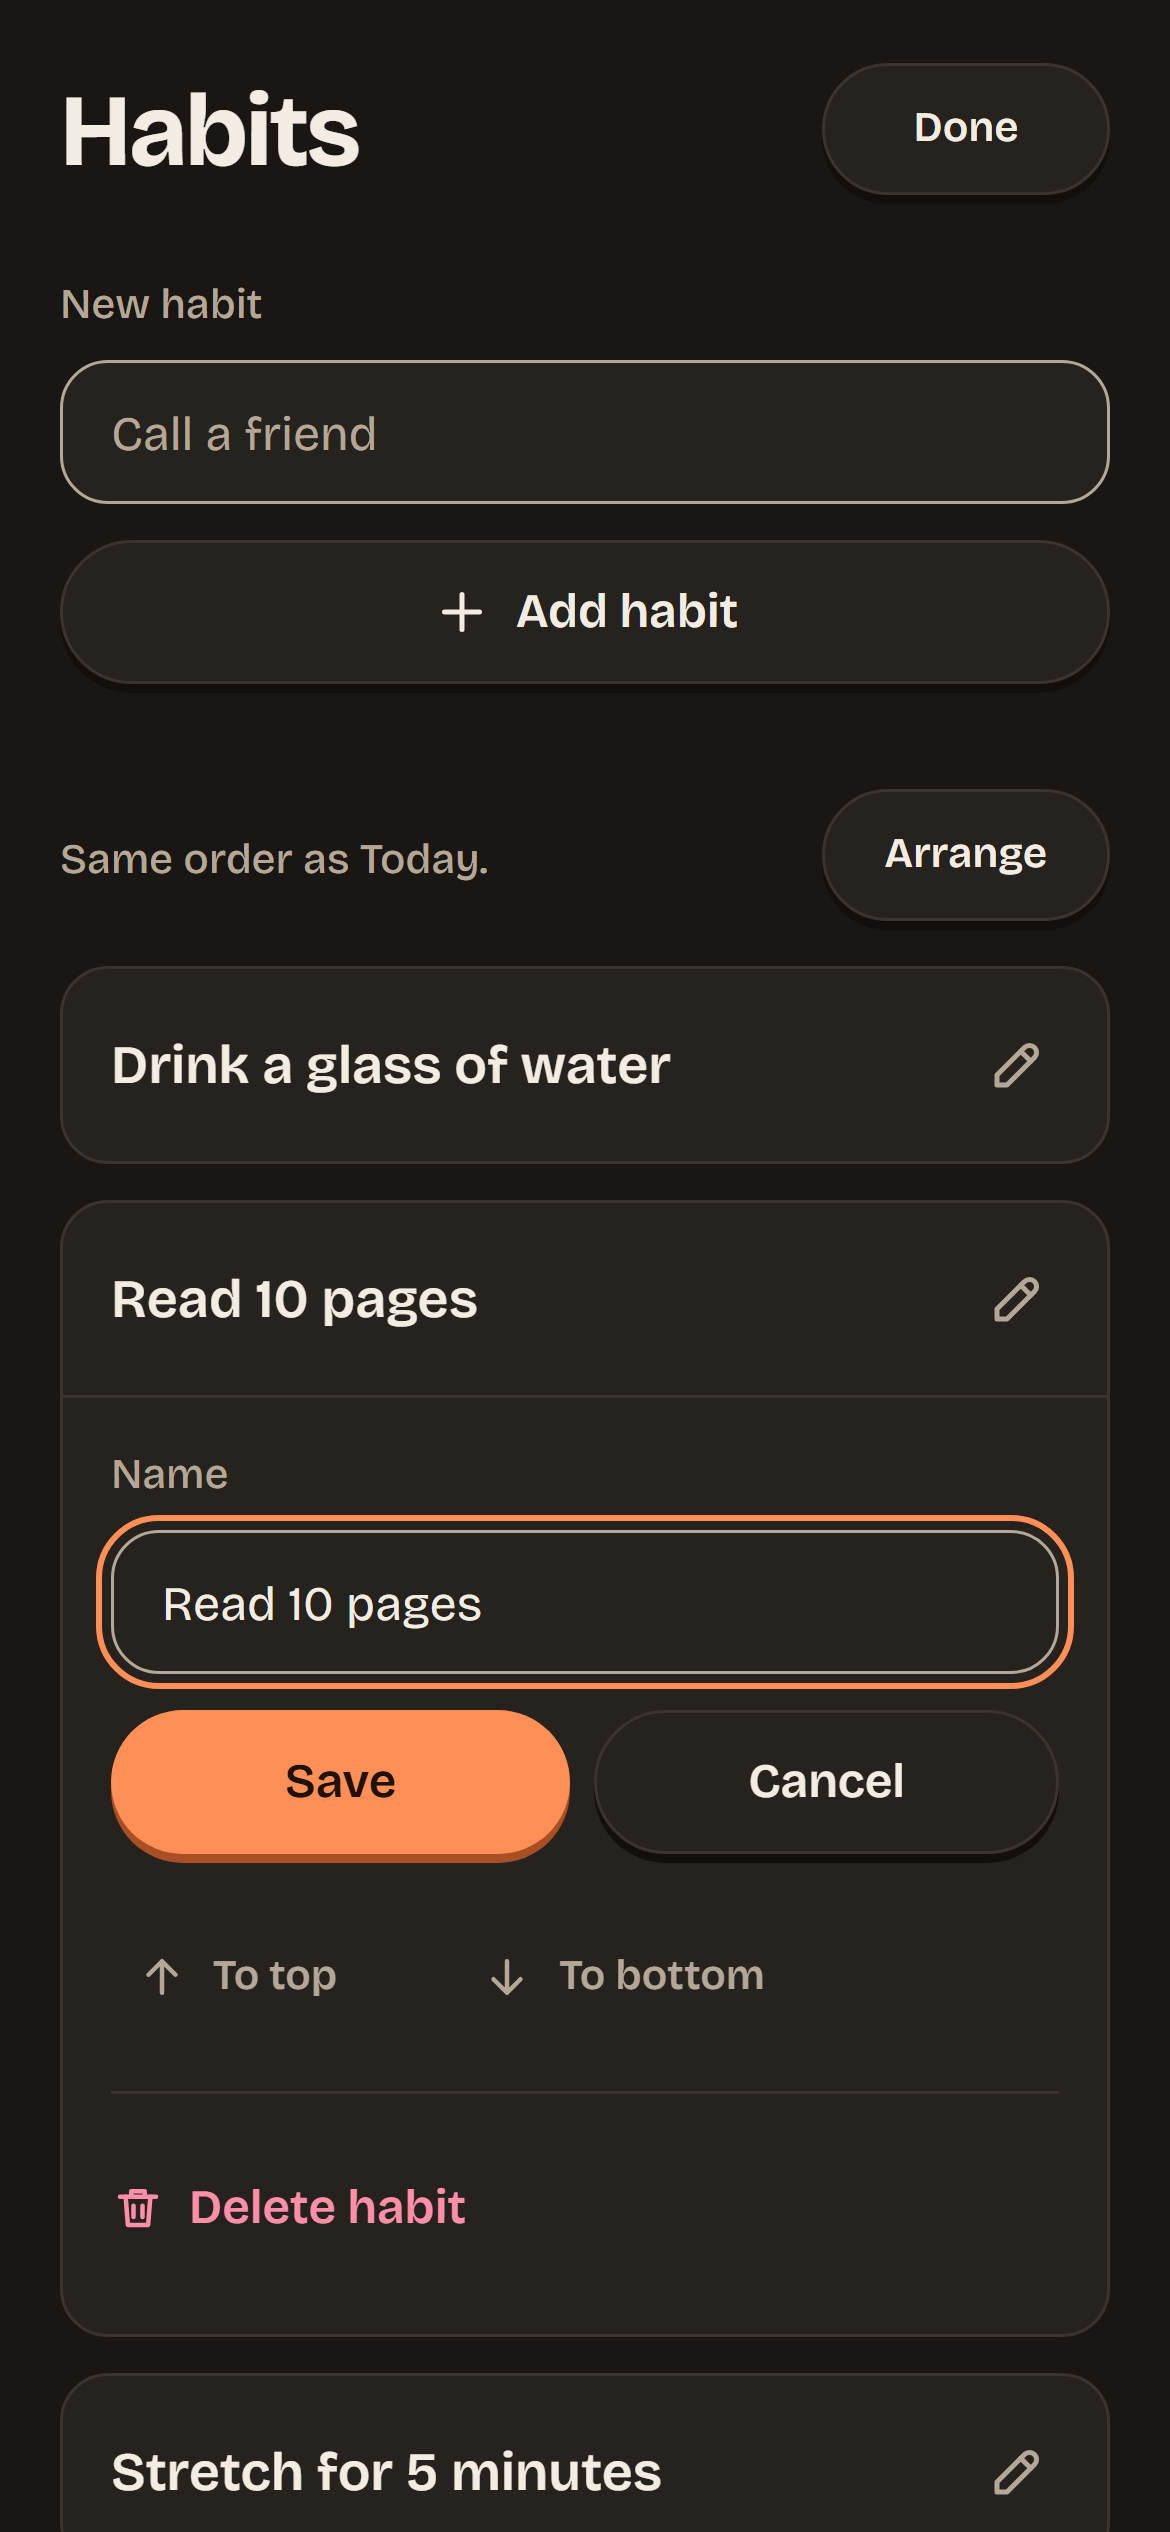 Habits
Done
New habit
Call a friend
Add habit
Same order as Today.
Arrange
Drink a glass of water
Read 10 pages
Name
Read 10 pages
Save
Cancel
To top
To bottom
Delete habit
Stretch for 5 minutes